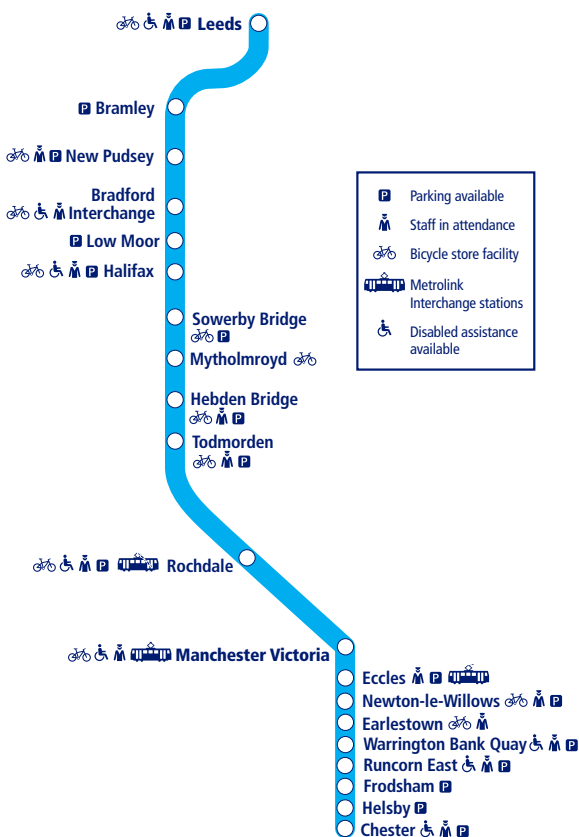 Leeds
P Bramley
P New Pudsey
Bradford
Interchange
P Low Moor
P Halifax
P Parking available
Staff in attendance
Bicycle store facility
Metrolink
Interchange stations
Disabled assistance
available
Sowerby Bridge
P
Mytholmroyd
Hebden Bridge
P
Todmorden
P
P Rochdale
Manchester Victoria
Eccles P
Newton-le-Willows P
Earlestown
Warrington Bank Quay P
Runcorn East P
Frodsham P
Helsby P
Chester P